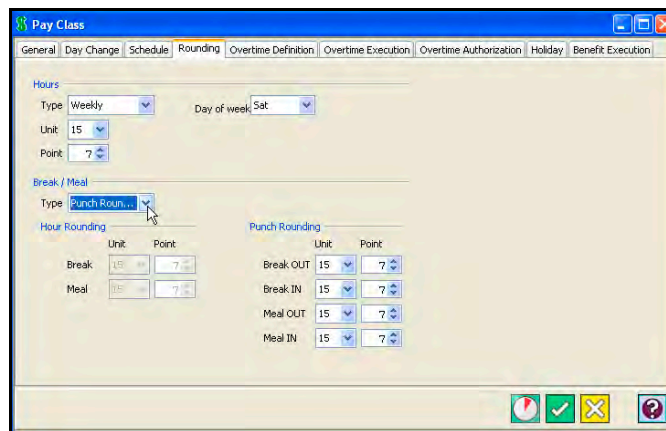 Pay Class
General Day Change Schedule Rounding Overtime Definition Overtime Execution Overtime Authorization Holiday Benefit Execution
Hours
Type Weekly Day of week Sat
Unit 15
Point 7
Break / Meal
Type Punch Roun...
Hour Rounding Punch Rounding
Unit Point Unit Point
Break 15 7 Break OUT 15 7
Meal 15 7 Break IN 15 7
Meal OUT 15 7
Meal IN 15 7
?